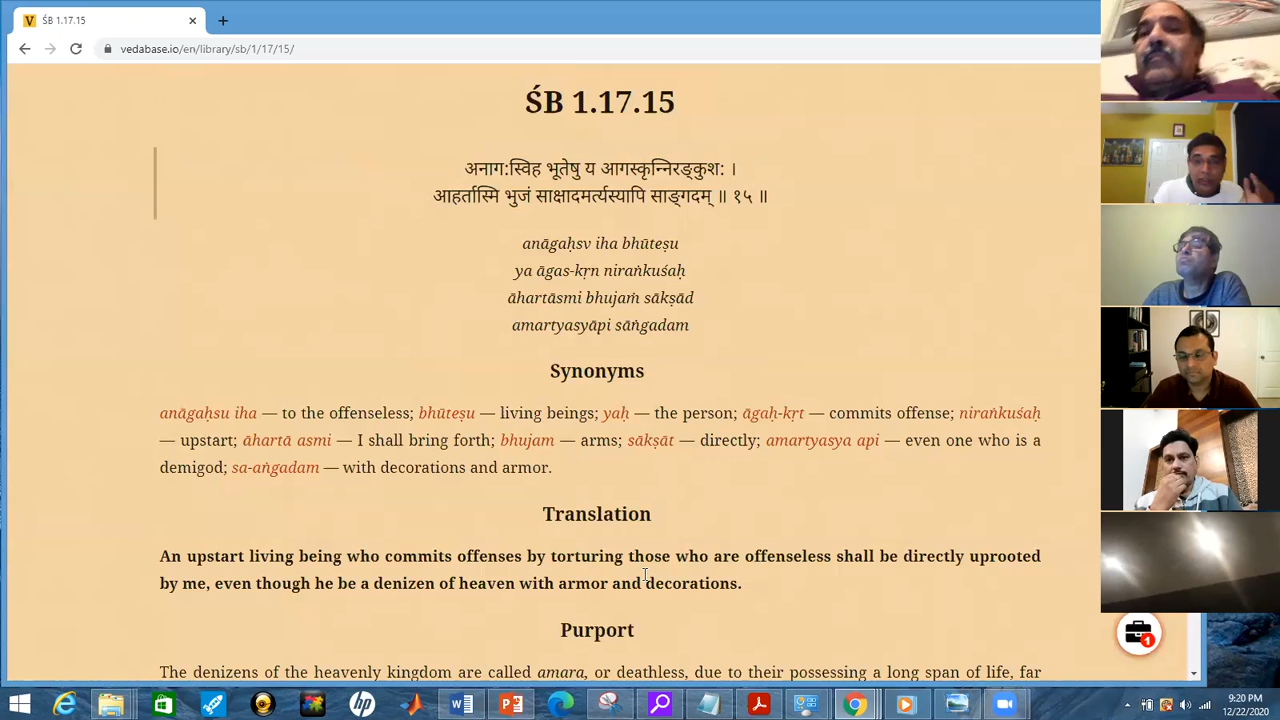 ŚB 1.17.15
vedabase.io/en/library/sb/1/17/15/
ŚB 1.17.15
अनाग:स्विह भूतेषु य आगस्कृन्निरङ्कुश: ।
आहर्तास्मि भुजं साक्षादमर्त्यस्यापि साङ्गदम् ॥ १५ ॥
anāgaḥsv iha bhūteṣu
ya āgas-kṛn niraṅkuśaḥ
āhartāsmi bhujaṁ sākṣād
amartyasyāpi sāṅgadam
Synonyms
anāgaḥsu iha — to the offenseless; bhūteṣu — living beings; yaḥ — the person; āgaḥ-kṛt — commits offense; niraṅkuśaḥ
— upstart; āhartā asmi — I shall bring forth; bhujam — arms; sākṣāt — directly; amartyasya api — even one who is a
demigod; sa-aṅgadam — with decorations and armor.
Translation
An upstart living being who commits offenses by torturing those who are offenseless shall be directly uprooted
by me, even though he be a denizen of heaven with armor and decorations.
Purport
The denizens of the heavenly kingdom are called amara, or deathless, due to their possessing a long span of life, far
1
9:20 PM
12/22/2020